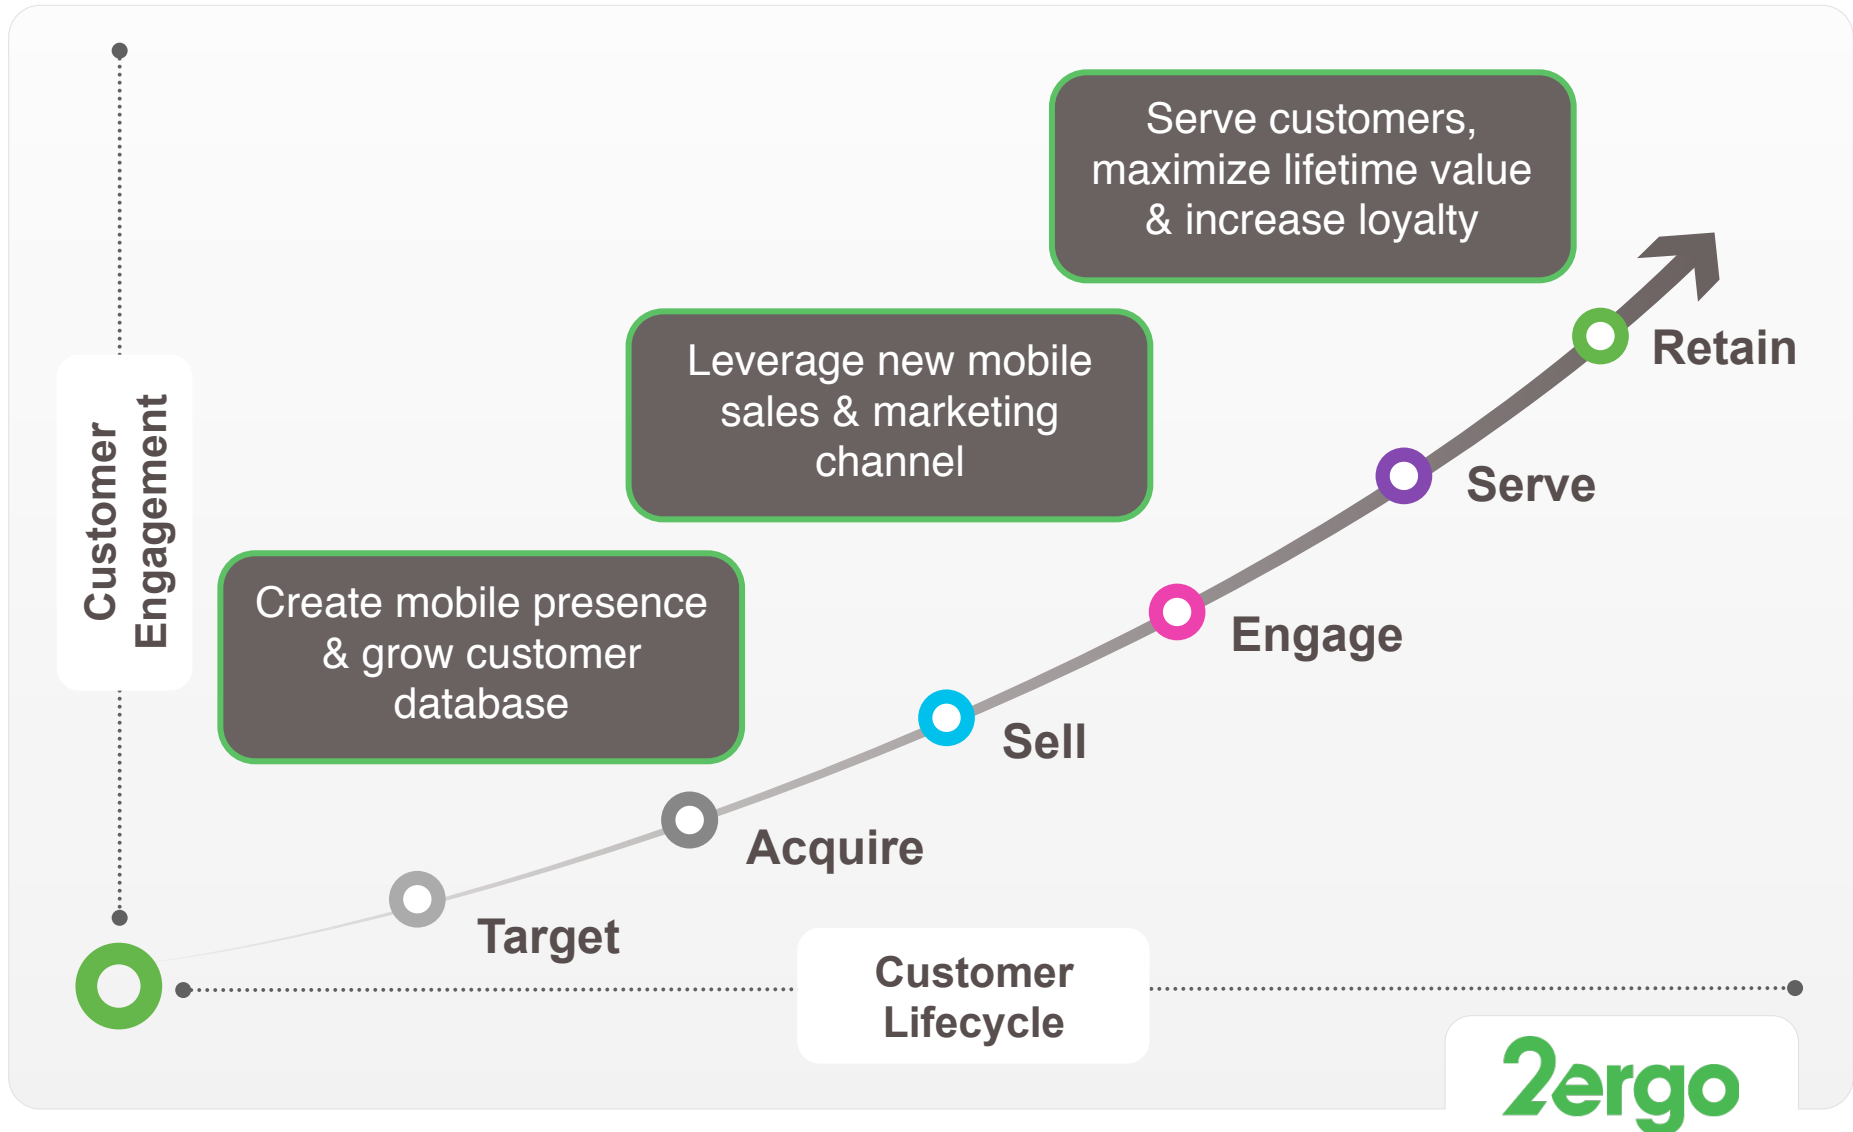 Serve customers,
maximize lifetime value
& increase loyalty
Leverage new mobile
sales & marketing
channel
Create mobile presence
& grow customer
database
Customer
Engagement
Retain
Serve
Engage
Sell
Acquire
Target
Customer
Lifecycle
2ergo